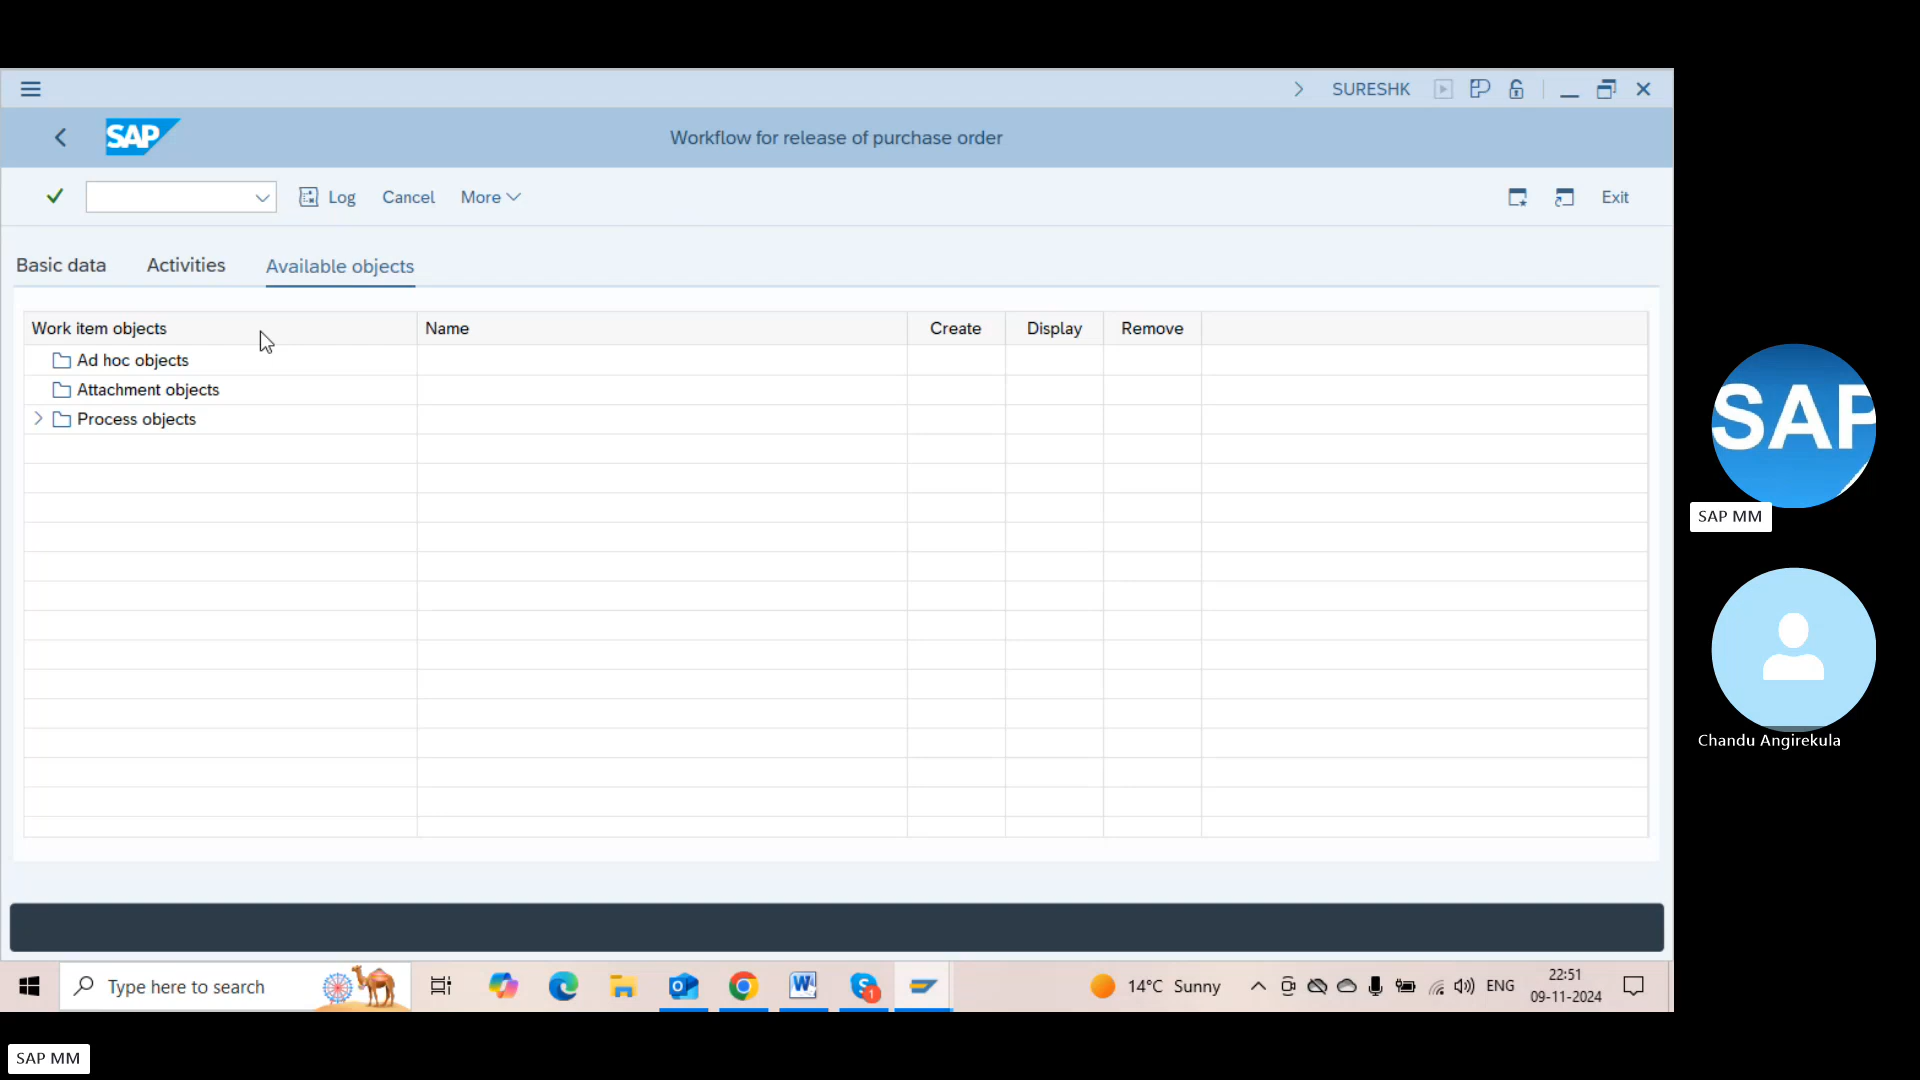 SURESHK
SAP
Workflow for release of purchase order
Log Cancel More
Exit
Basic data Activities Available objects
Work item objects Name Create Display Remove
Ad hoc objects
Attachment objects
Process objects
SAP
SAP MM
Chandu Angirekula
Type here to search
14°C Sunny
ENG
22:51
09-11-2024
SAP MM